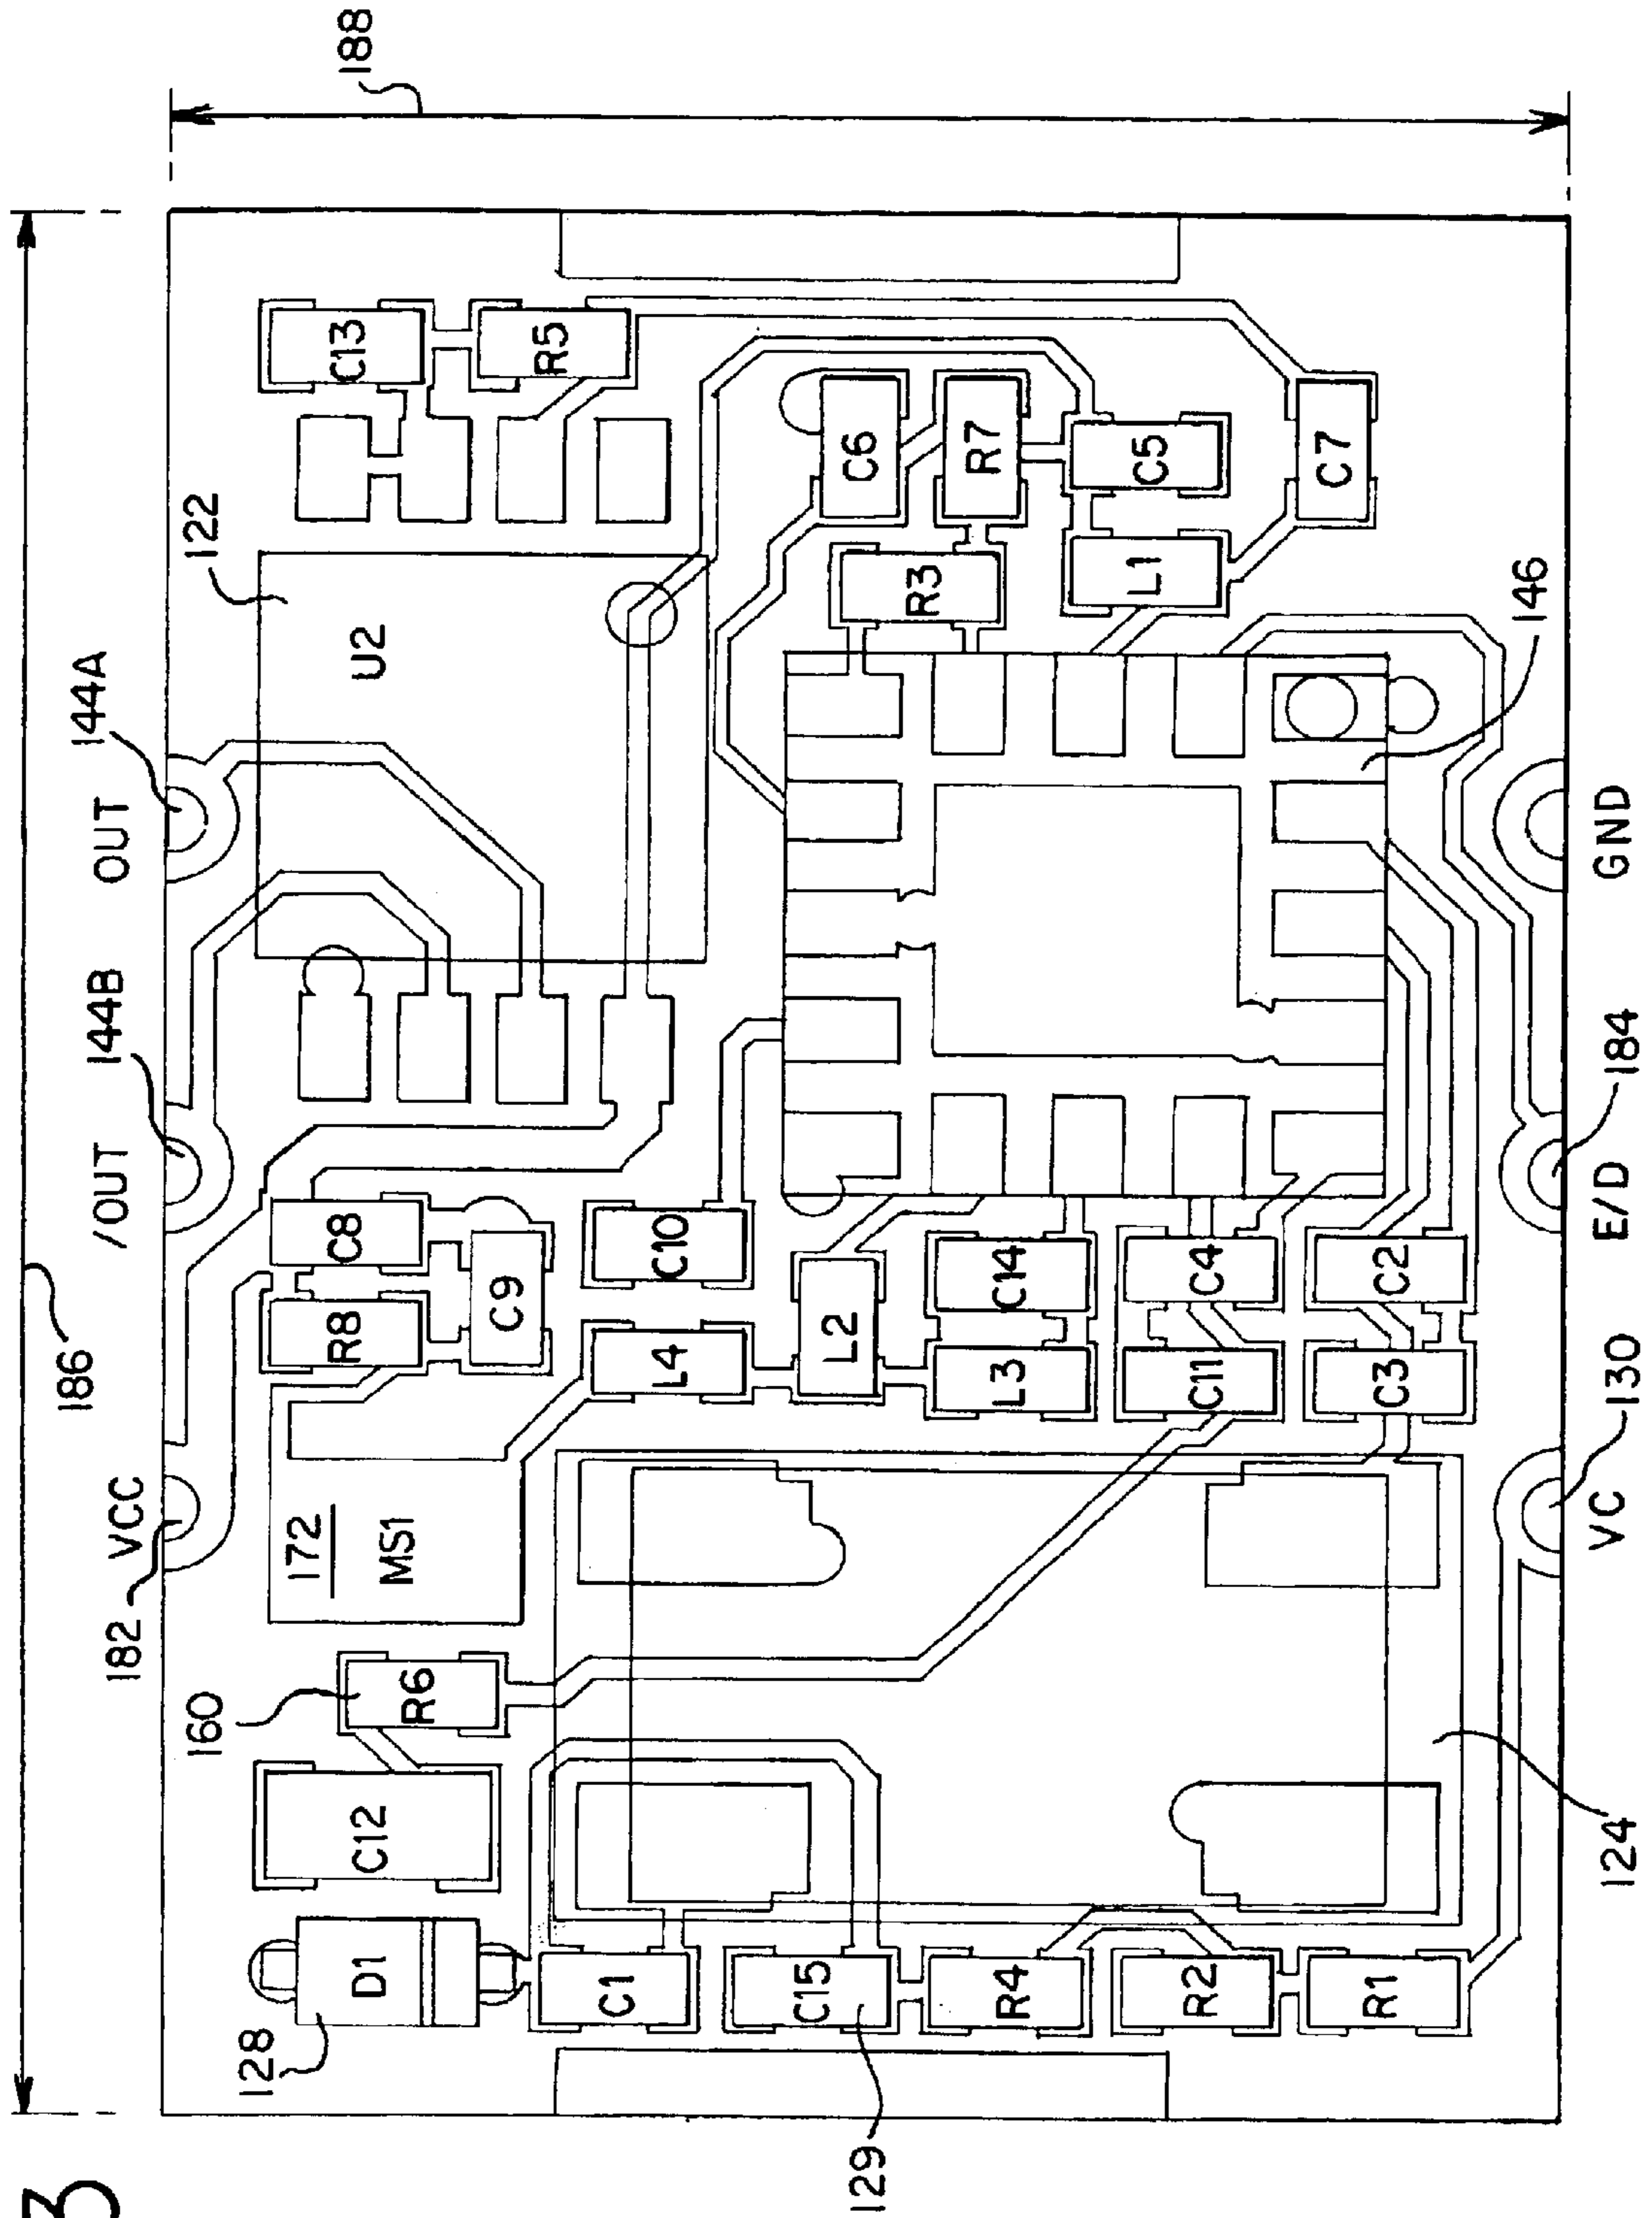 3
186
188
182
VCC
/OUT
144B
OUT
144A
122
128
D1
C12
160
R6
172
MS1
R8
C8
C9
U2
C13
R5
C1
C15
129
R4
R2
R1
L4
C10
L2
L3
C14
C11
C4
C3
C2
R3
C6
R7
L1
C5
C7
146
124
VC
130
E/D
184
GND